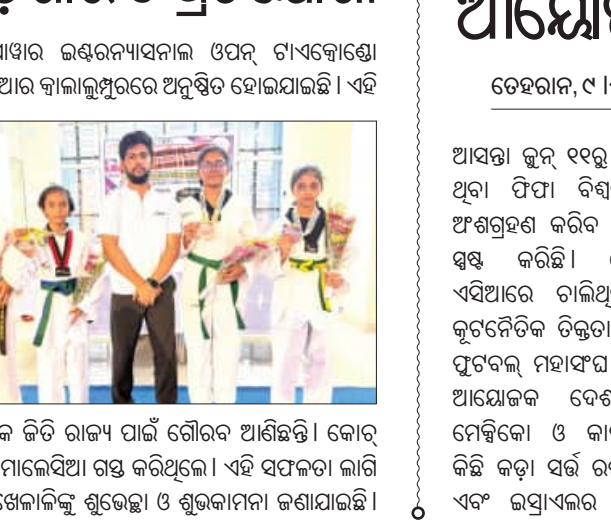 ଇଣ୍ଟରନ୍ୟାସନାଲ ଓପନ୍ ଟାଏକ୍ୱୋଣ୍ଡୋ
କ୍ୱାଲାଲୁମ୍ପୁରରେ ଅନୁଷ୍ଠିତ ହୋଇଯାଇଛି । ଏହି
ଜିତି ରାଜ୍ୟ ପାଇଁ ଗୌରବ ଆଣିଛନ୍ତି । କୋଚ୍
ମାଲେସିଆ ଗସ୍ତ କରିଥିଲେ । ଏହି ସଫଳତା ଲାଗି
ଖେଳାଳିଙ୍କୁ ଶୁଭେଚ୍ଛା ଓ ଶୁଭକାମନା ଜଣାଯାଇଛି ।
ତେହରାନ, ୯ ।
ଆସନ୍ତା ଜୁନ୍ ୧୧ରୁ
ଥିବା ଫିଫା
ଅଂଶଗ୍ରହଣ କରିବ
ସ୍ପଷ୍ଟ କରିଛି ।
ଏସିଆରେ
କୂଟନୈତିକ ତିକ୍ତତା
ଫୁଟବଲ୍ ମହାସଂଘ
ଆୟୋଜକ ଦେଶ
ମେକ୍ସିକୋ ଓ
କିଛି କଡ଼ା ସର୍ତ୍ତ
ଏବଂ ଇସ୍ରାଏଲର